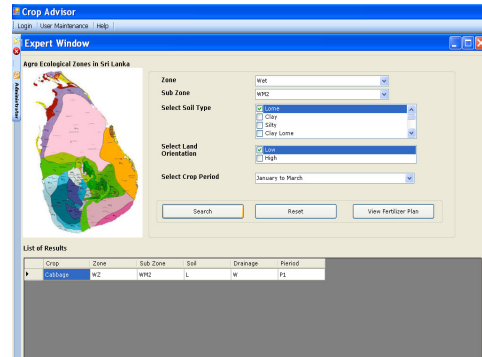 Crop Advisor
Login User Maintenance Help
Expert Window
Agro Ecological Zones in Sri Lanka
Administrator
Zone Wet
Sub Zone WM2
Select Soil Type Lome
Clay
Silty
Clay Lome
Select Land Orientation Low
High
Select Crop Period January to March
Search Reset View Fertilizer Plan
List of Results
Crop Zone Sub Zone Soil Drainage Pieriod
Cabbage WZ WM2 L W P1